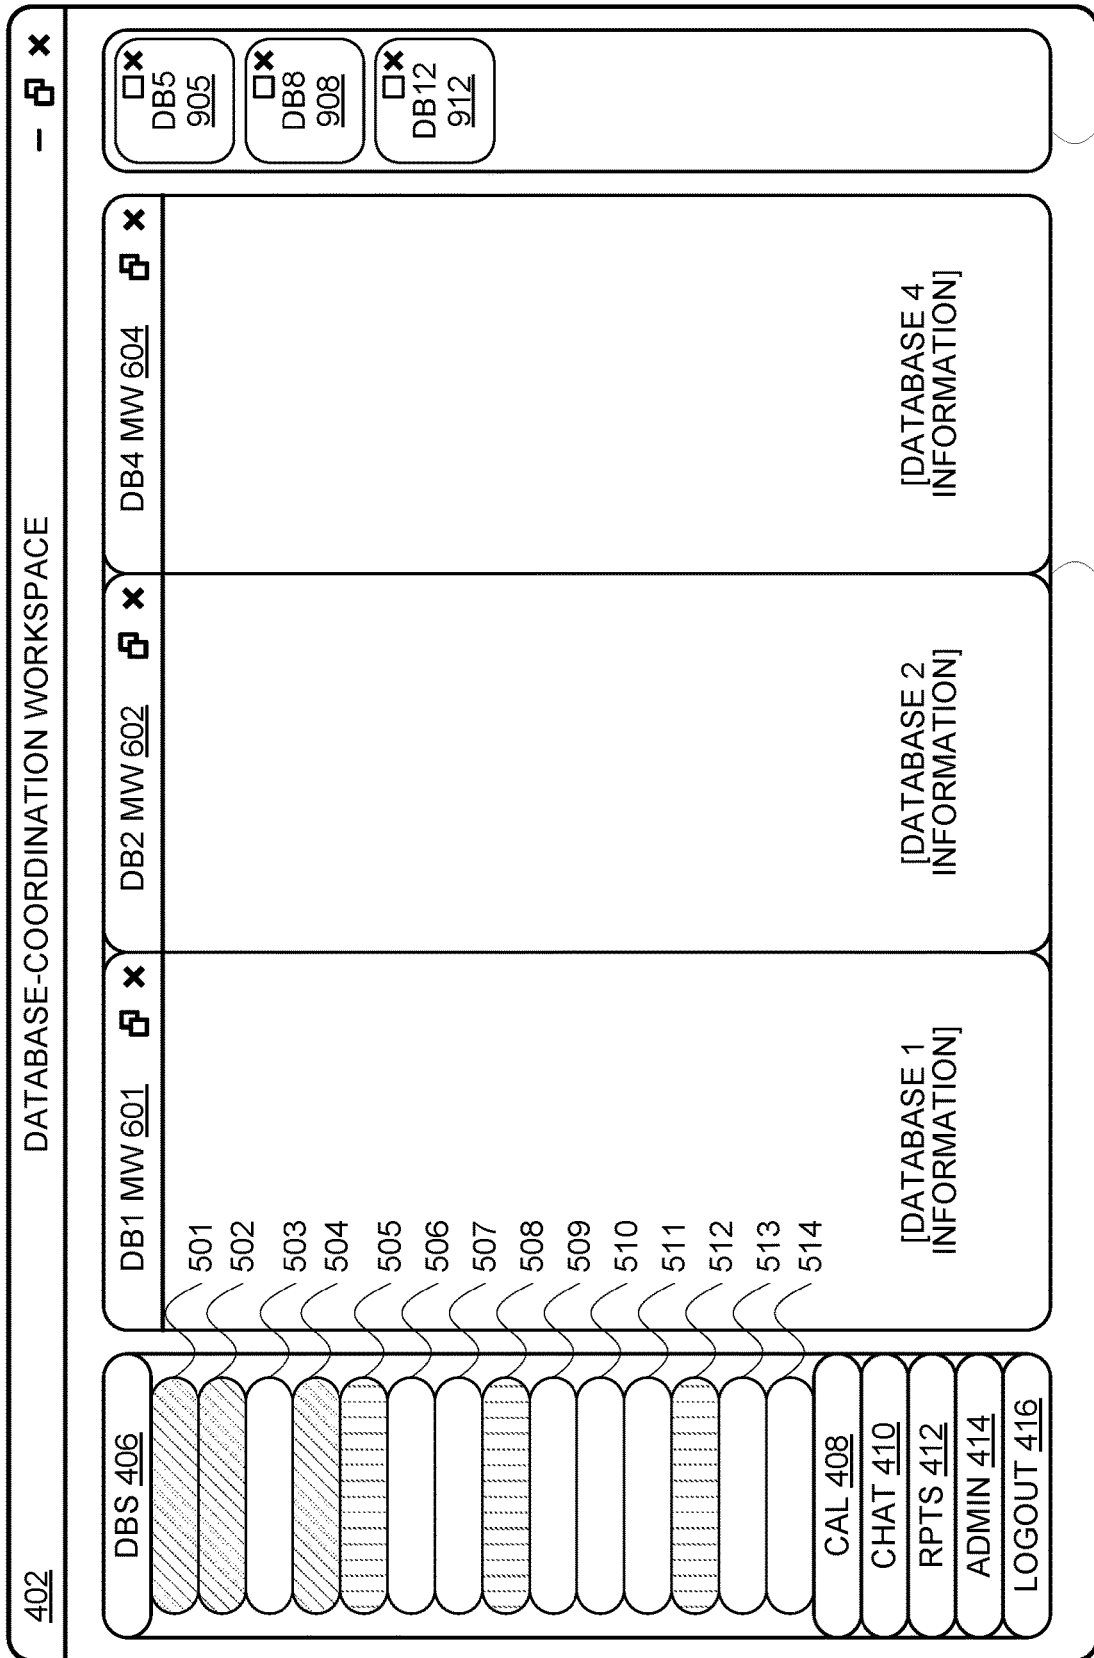 402
DATABASE-COORDINATION WORKSPACE
DBS 406
501
502
503
504
505
506
507
508
509
510
511
512
513
514
CAL 408
CHAT 410
RPTS 412
ADMIN 414
LOGOUT 416
DB1 MW 601
[DATABASE 1
INFORMATION]
DB2 MW 602
[DATABASE 2
INFORMATION]
DB4 MW 604
[DATABASE 4
INFORMATION]
DB5
905
DB8
908
DB12
912